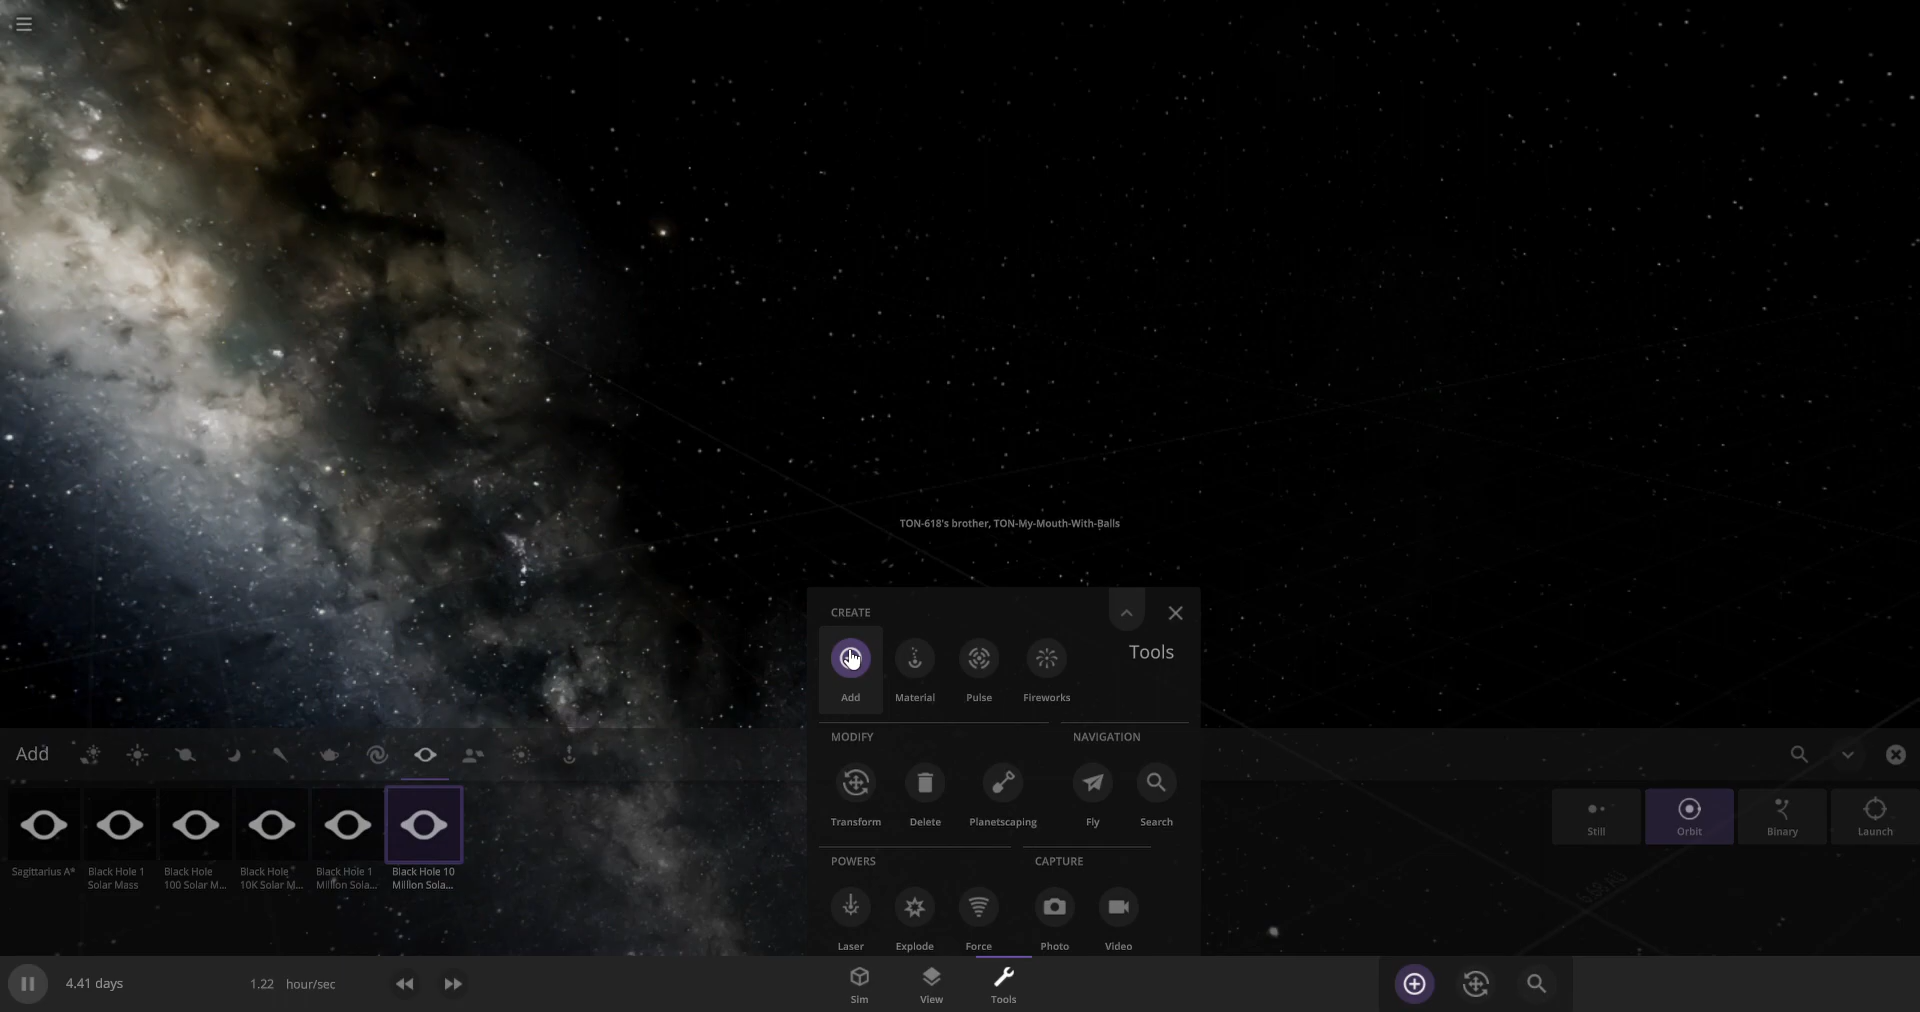 TON-618's brother, TON-My-Mouth-With-Balls
CREATE
Tools
Add
Material
Pulse
Fireworks
MODIFY
NAVIGATION
Transform
Delete
Planetscaping
Fly
Search
POWERS
CAPTURE
Laser
Explode
Force
Photo
Video
Add
Sagittarius A*
Black Hole 1
Solar Mass
Black Hole
100 Solar M...
Black Hole
10K Solar M...
Black Hole 1
Million Sola...
Black Hole 10
Million Sola...
Still
Orbit
Binary
Launch
4.41 days
1.22 hour/sec
Sim
View
Tools